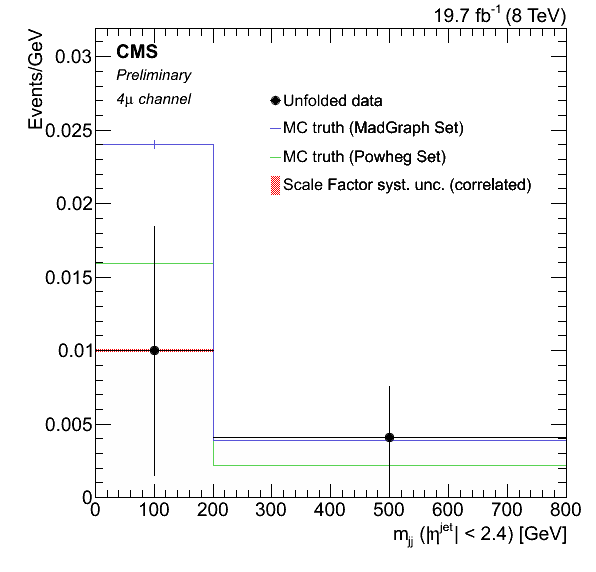 19.7 fb⁻¹ (8 TeV)
Events/GeV
CMS
Preliminary
4μ channel
Unfolded data
MC truth (MadGraph Set)
MC truth (Powheg Set)
Scale Factor syst. unc. (correlated)
0.03
0.025
0.02
0.015
0.01
0.005
0
0 100 200 300 400 500 600 700 800
m_jj (|η^jet| < 2.4) [GeV]